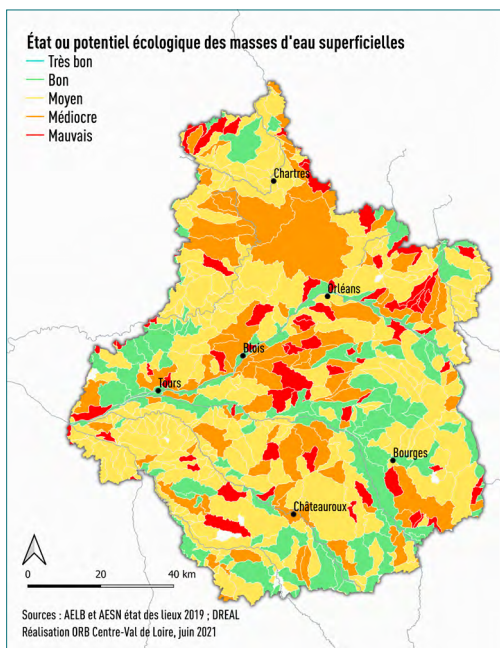 État ou potentiel écologique des masses d'eau superficielles
Très bon
Bon
Moyen
Médiocre
Mauvais
Chartres
Orléans
Blois
Tours
Bourges
Châteauroux
0 20 40 km
Sources : AELB et AESN état des lieux 2019 ; DREAL
Réalisation ORB Centre-Val de Loire, juin 2021